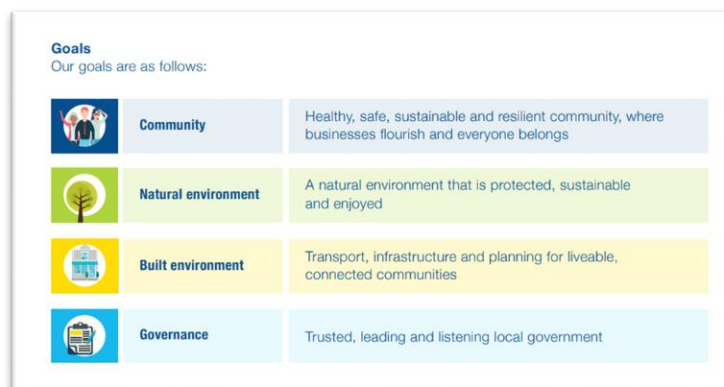 Goals
Our goals are as follows:
Community
Healthy, safe, sustainable and resilient community, where
businesses flourish and everyone belongs
Natural environment
A natural environment that is protected, sustainable
and enjoyed
Built environment
Transport, infrastructure and planning for liveable,
connected communities
Governance
Trusted, leading and listening local government